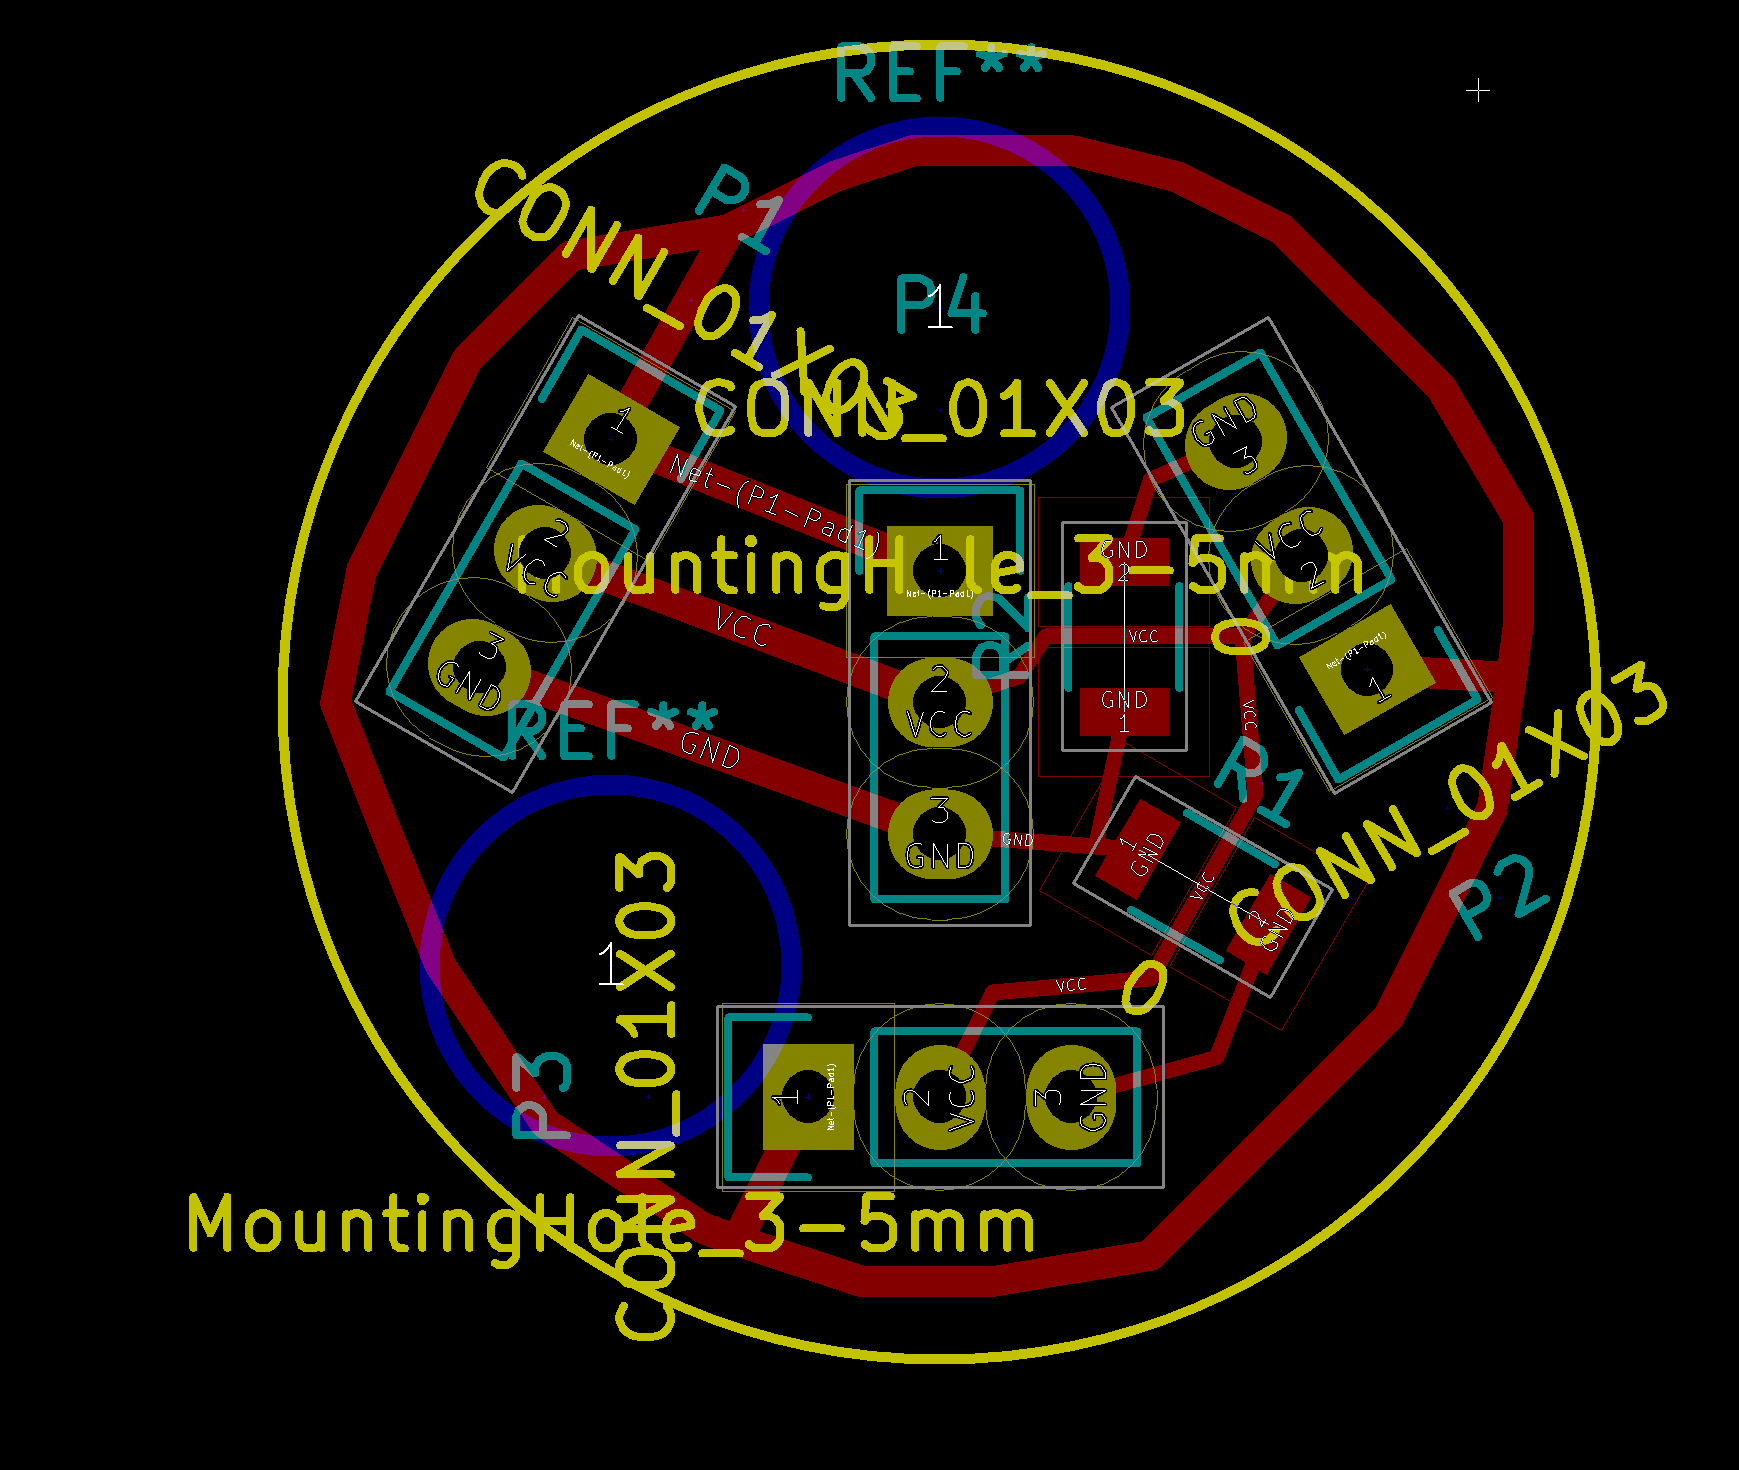 REF**
P1
CONN_01X03
P4
1
CONN_01X03
1
Net-(P1-Pad1)
Net-(P1-Pad1)
2
VCC
VCC
3
GND
GND
MountingHole_3-5mm
1
Net-(P1-Pad1)
2
VCC
3
GND
GND
R2
GND
2
VCC
GND
1
GND
3
VCC
2
Net-(P1-Pad1)
1
CONN_01X03
P2
VCC
R1
1
GND
VCC
2
GND
REF**
1
CONN_01X03
P3
VCC
1
Net-(P1-Pad1)
2
VCC
3
GND
MountingHole_3-5mm